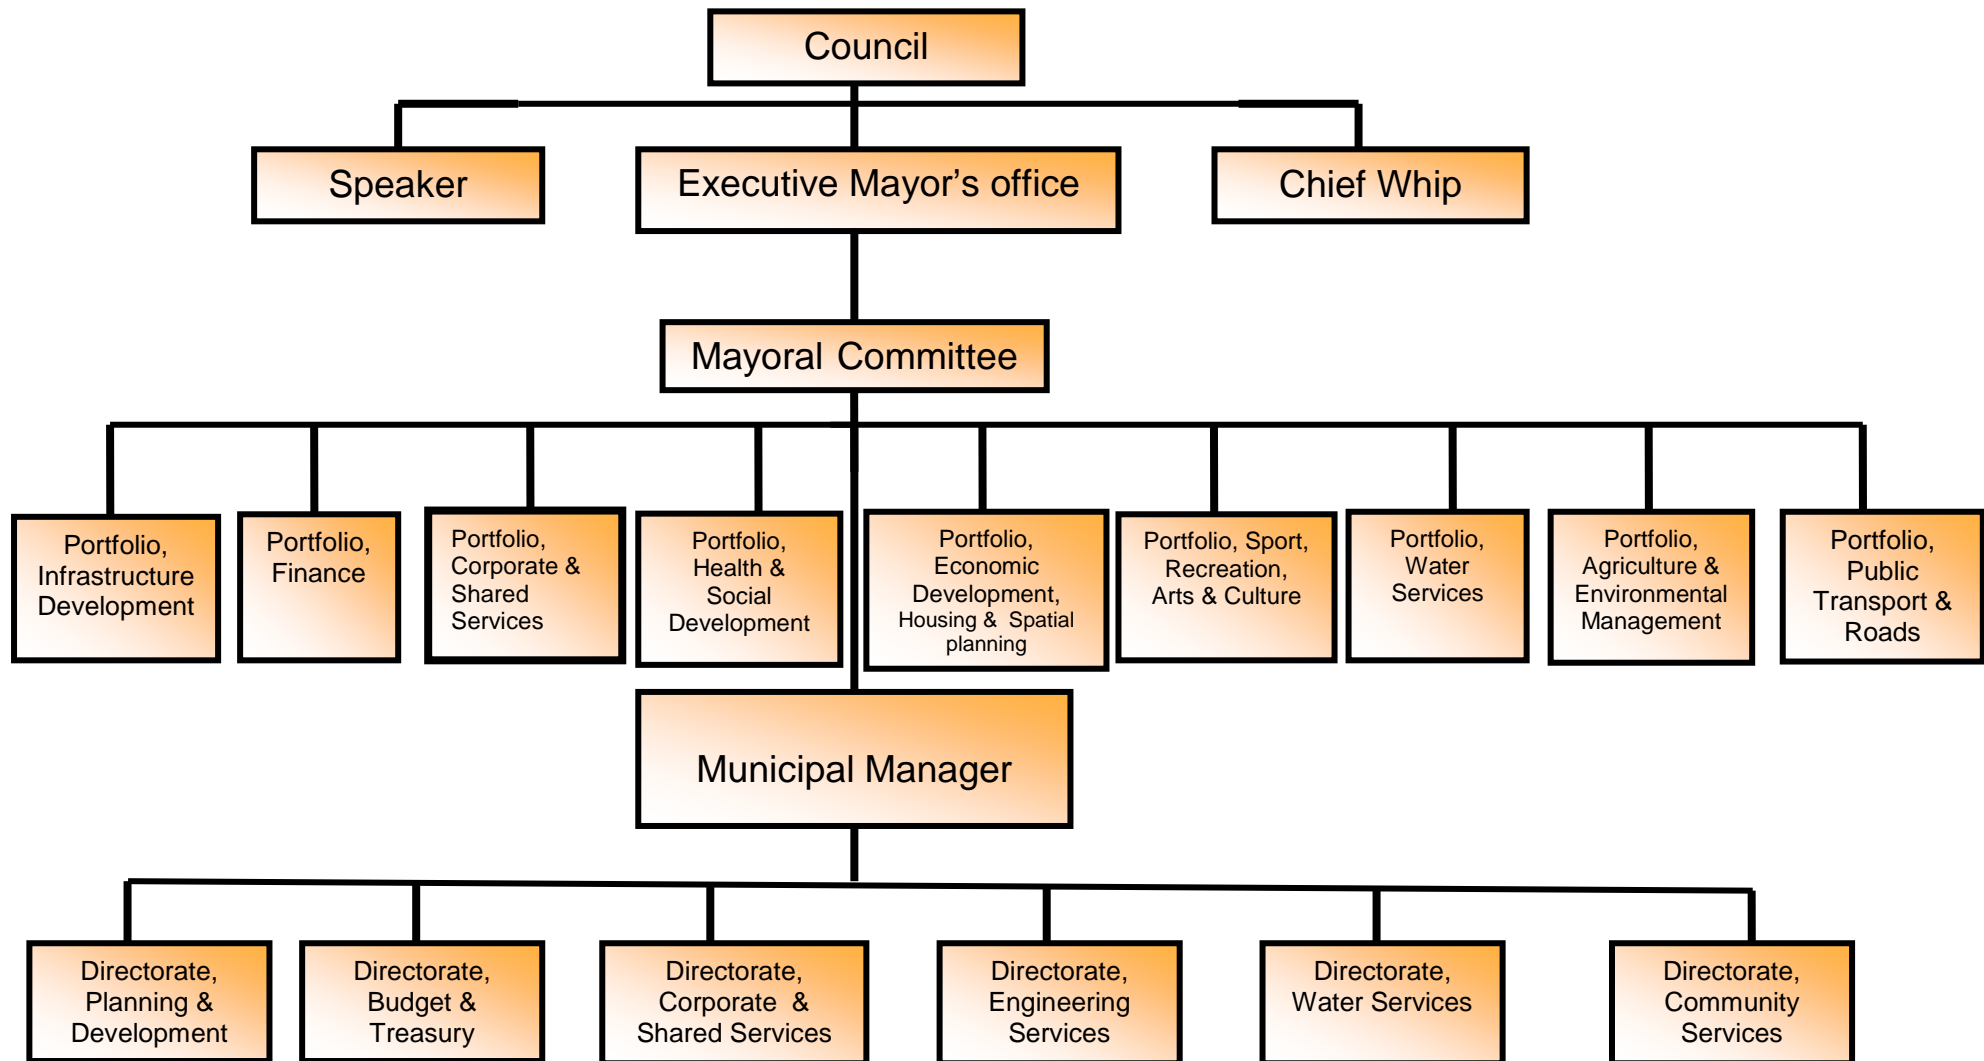 Council
Speaker
Executive Mayor’s office
Chief Whip
Mayoral Committee
Portfolio,
Infrastructure
Development
Portfolio,
Finance
Portfolio,
Corporate &
Shared
Services
Portfolio,
Health &
Social
Development
Portfolio,
Economic
Development,
Housing & Spatial
planning
Portfolio, Sport,
Recreation,
Arts & Culture
Portfolio,
Water
Services
Portfolio,
Agriculture &
Environmental
Management
Portfolio,
Public
Transport &
Roads
Municipal Manager
Directorate,
Planning &
Development
Directorate,
Budget &
Treasury
Directorate,
Corporate &
Shared Services
Directorate,
Engineering
Services
Directorate,
Water Services
Directorate,
Community
Services